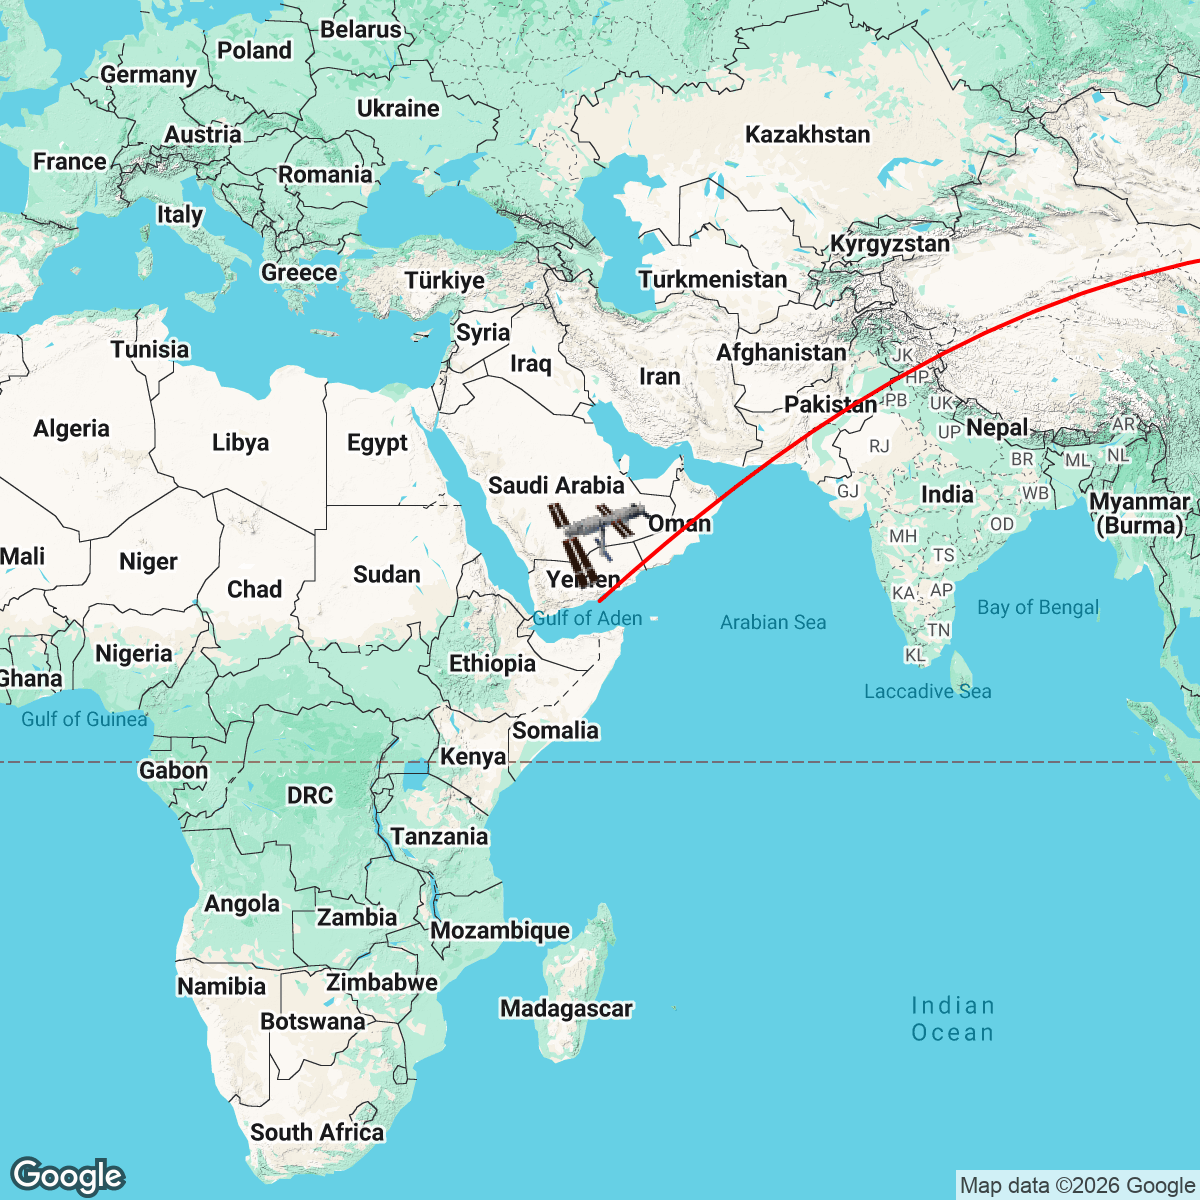 Belarus
Poland
Germany
Ukraine
Austria
Kazakhstan
France
Romania
Italy
Kyrgyzstan
Greece
Türkiye
Turkmenistan
Syria
Tunisia
Iraq
Iran
Afghanistan
JK
HP
Pakistan
PB
UK
Algeria
Libya
Egypt
UP
Nepal
AR
RJ
NL
BR
ML
Saudi Arabia
GJ
India
WB
Myanmar
(Burma)
Oman
OD
MH
Mali
Niger
TS
Chad
Sudan
Yemen
KA
AP
Gulf of Aden
Arabian Sea
Bay of Bengal
TN
Nigeria
Ethiopia
KL
Ghana
Laccadive Sea
Gulf of Guinea
Somalia
Kenya
Gabon
DRC
Tanzania
Angola
Zambia
Mozambique
Namibia
Zimbabwe
Madagascar
Indian
Ocean
Botswana
South Africa
Google
Map data ©2026 Google